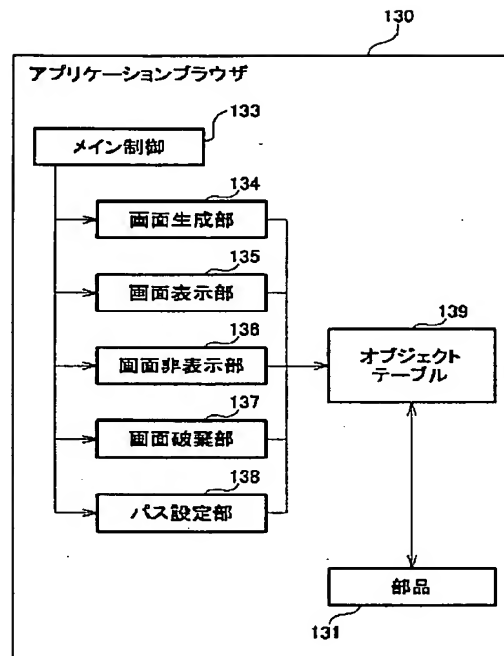 130
アプリケーションブラウザ
133
メイン制御
134
画面生成部
135
画面表示部
136
画面非表示部
137
画面破棄部
138
パス設定部
139
オブジェクト
テーブル
部品
131